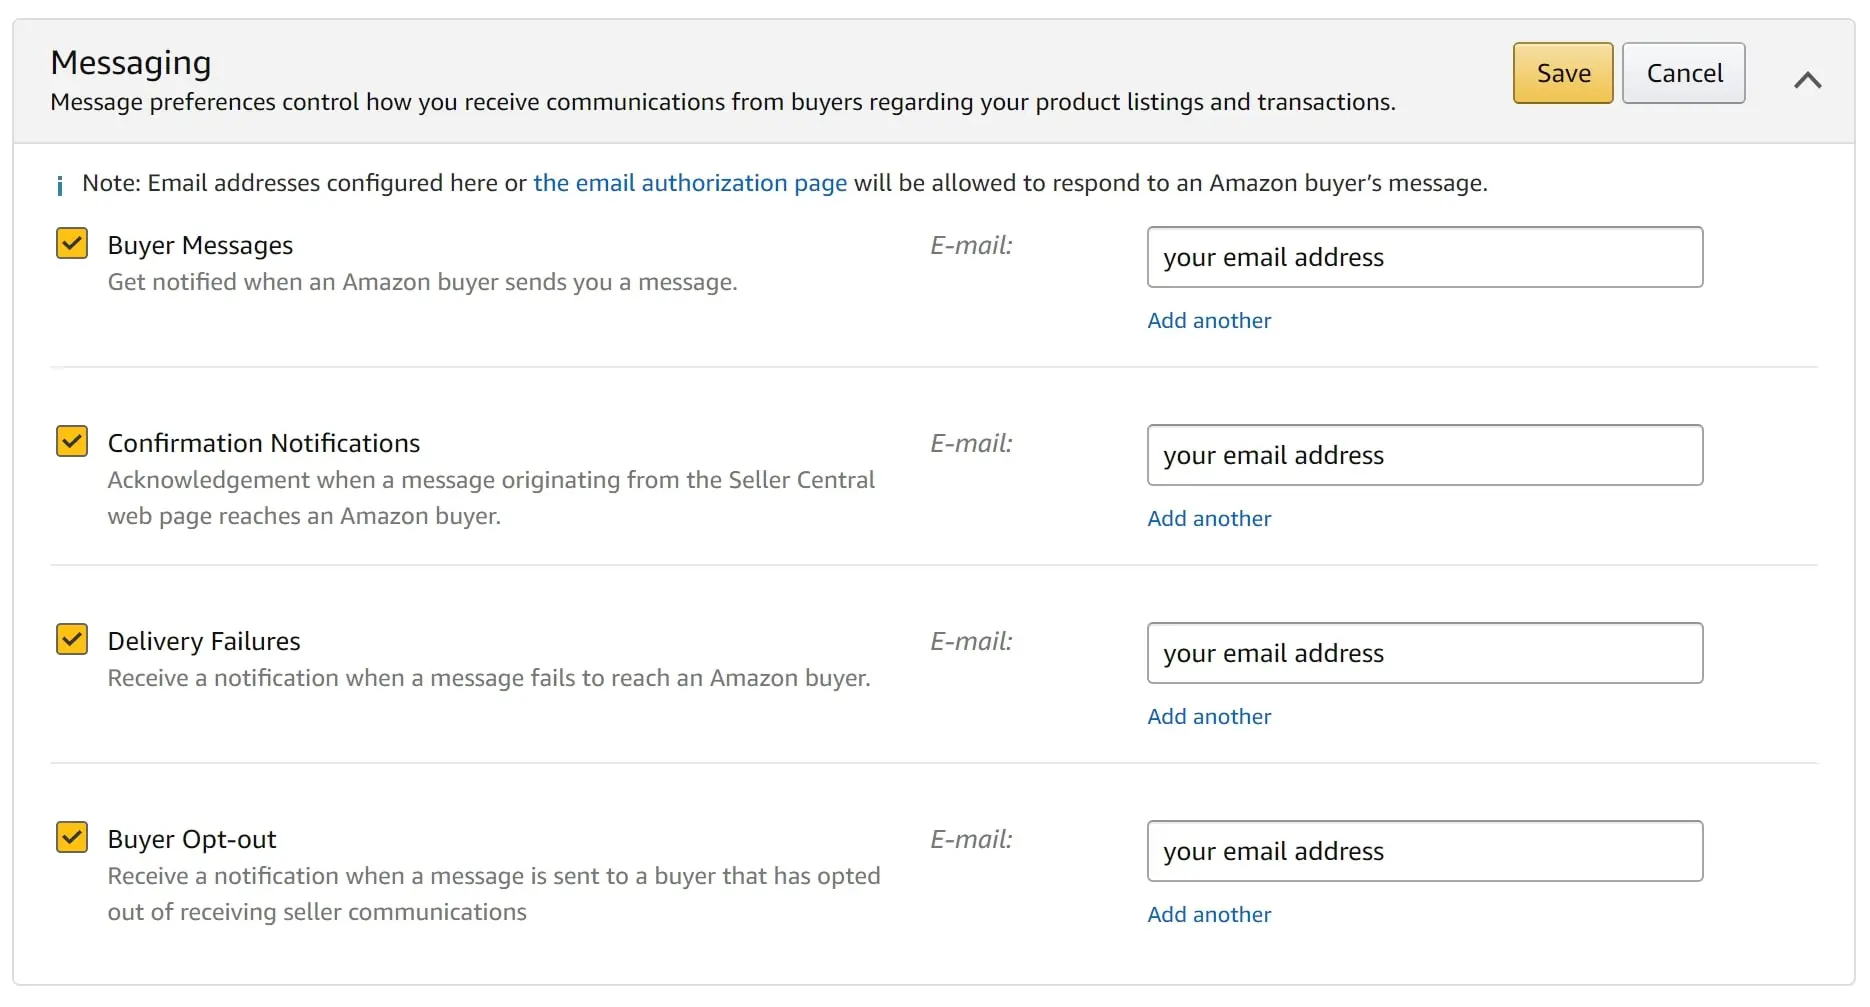 Messaging
Message preferences control how you receive communications from buyers regarding your product listings and transactions.
Save
Cancel
Note: Email addresses configured here or the email authorization page will be allowed to respond to an Amazon buyer’s message.
Buyer Messages
E-mail:
your email address
Get notified when an Amazon buyer sends you a message.
Add another
Confirmation Notifications
E-mail:
your email address
Acknowledgement when a message originating from the Seller Central
web page reaches an Amazon buyer.
Add another
Delivery Failures
E-mail:
your email address
Receive a notification when a message fails to reach an Amazon buyer.
Add another
Buyer Opt-out
E-mail:
your email address
Receive a notification when a message is sent to a buyer that has opted
out of receiving seller communications
Add another